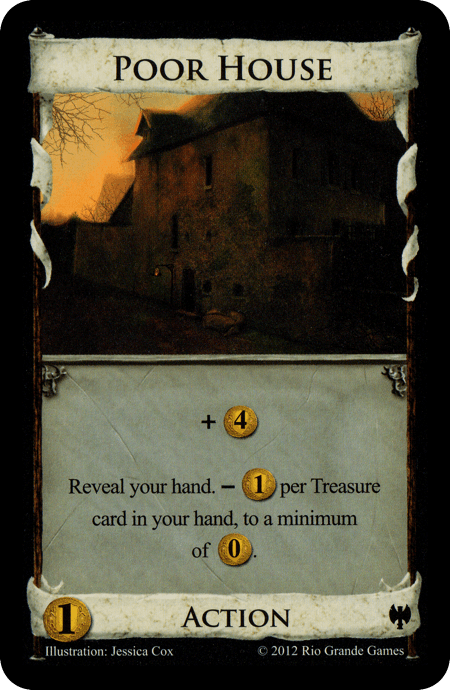 POOR HOUSE
+ 4
Reveal your hand. – 1 per Treasure
card in your hand, to a minimum
of 0.
1 ACTION
Illustration: Jessica Cox © 2012 Rio Grande Games